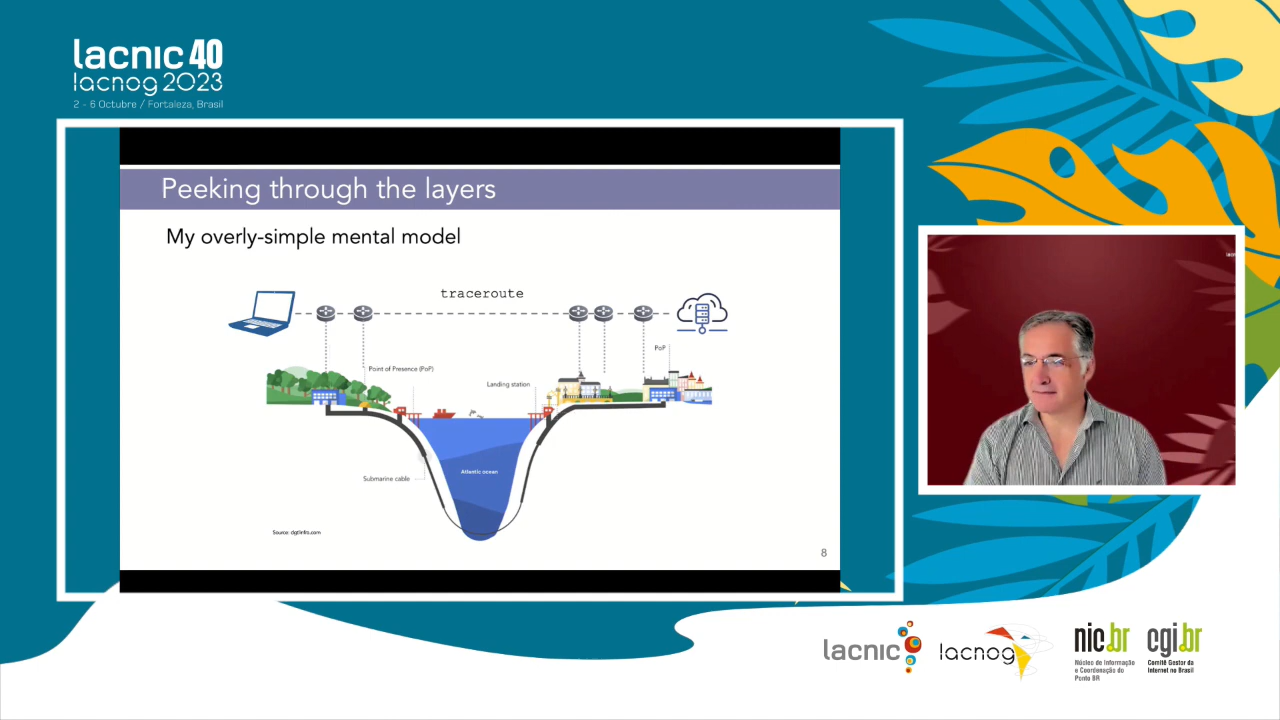 lacnic 40
lacnog 2023
2 - 6 Octubre / Fortaleza, Brasil
Peeking through the layers
My overly-simple mental model
traceroute
PoP
Point of Presence (PoP)
Landing station
Atlantic ocean
Submarine cable
Source: dgtlinfra.com
8
lacnic
lacnog
nic.br
Núcleo de Informação
e Coordenação do
Ponto BR
cgi.br
Comitê Gestor da
Internet no Brasil